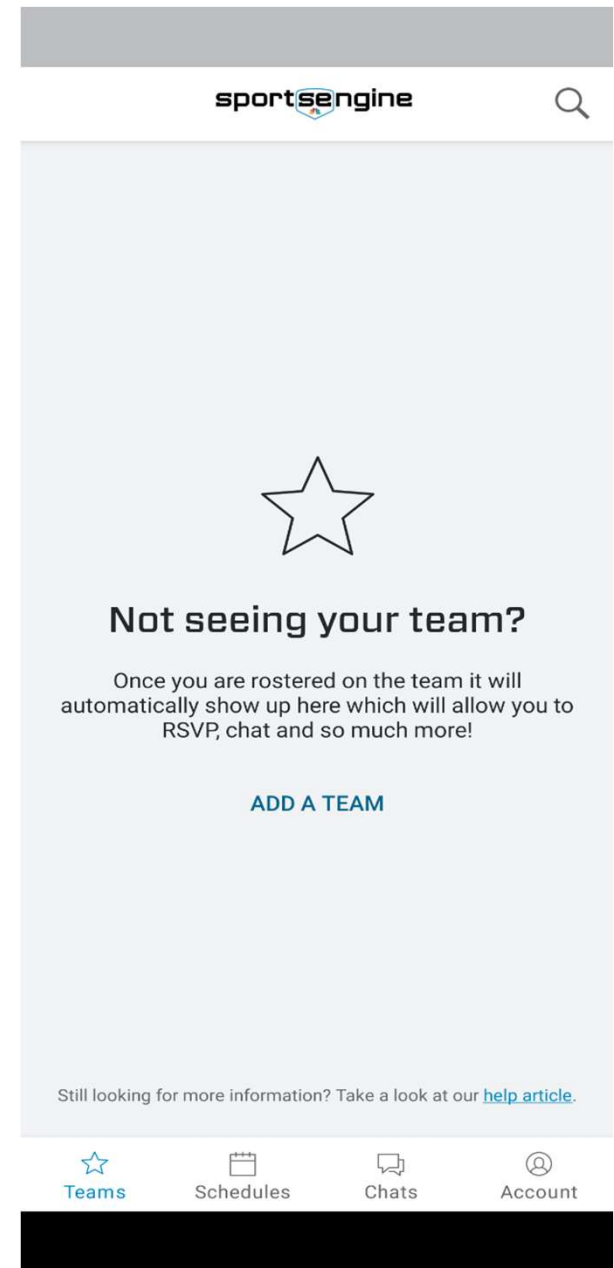 sportsengine
Not seeing your team?
Once you are rostered on the team it will
automatically show up here which will allow you to
RSVP, chat and so much more!
ADD A TEAM
Still looking for more information? Take a look at our help article.
Teams Schedules Chats Account